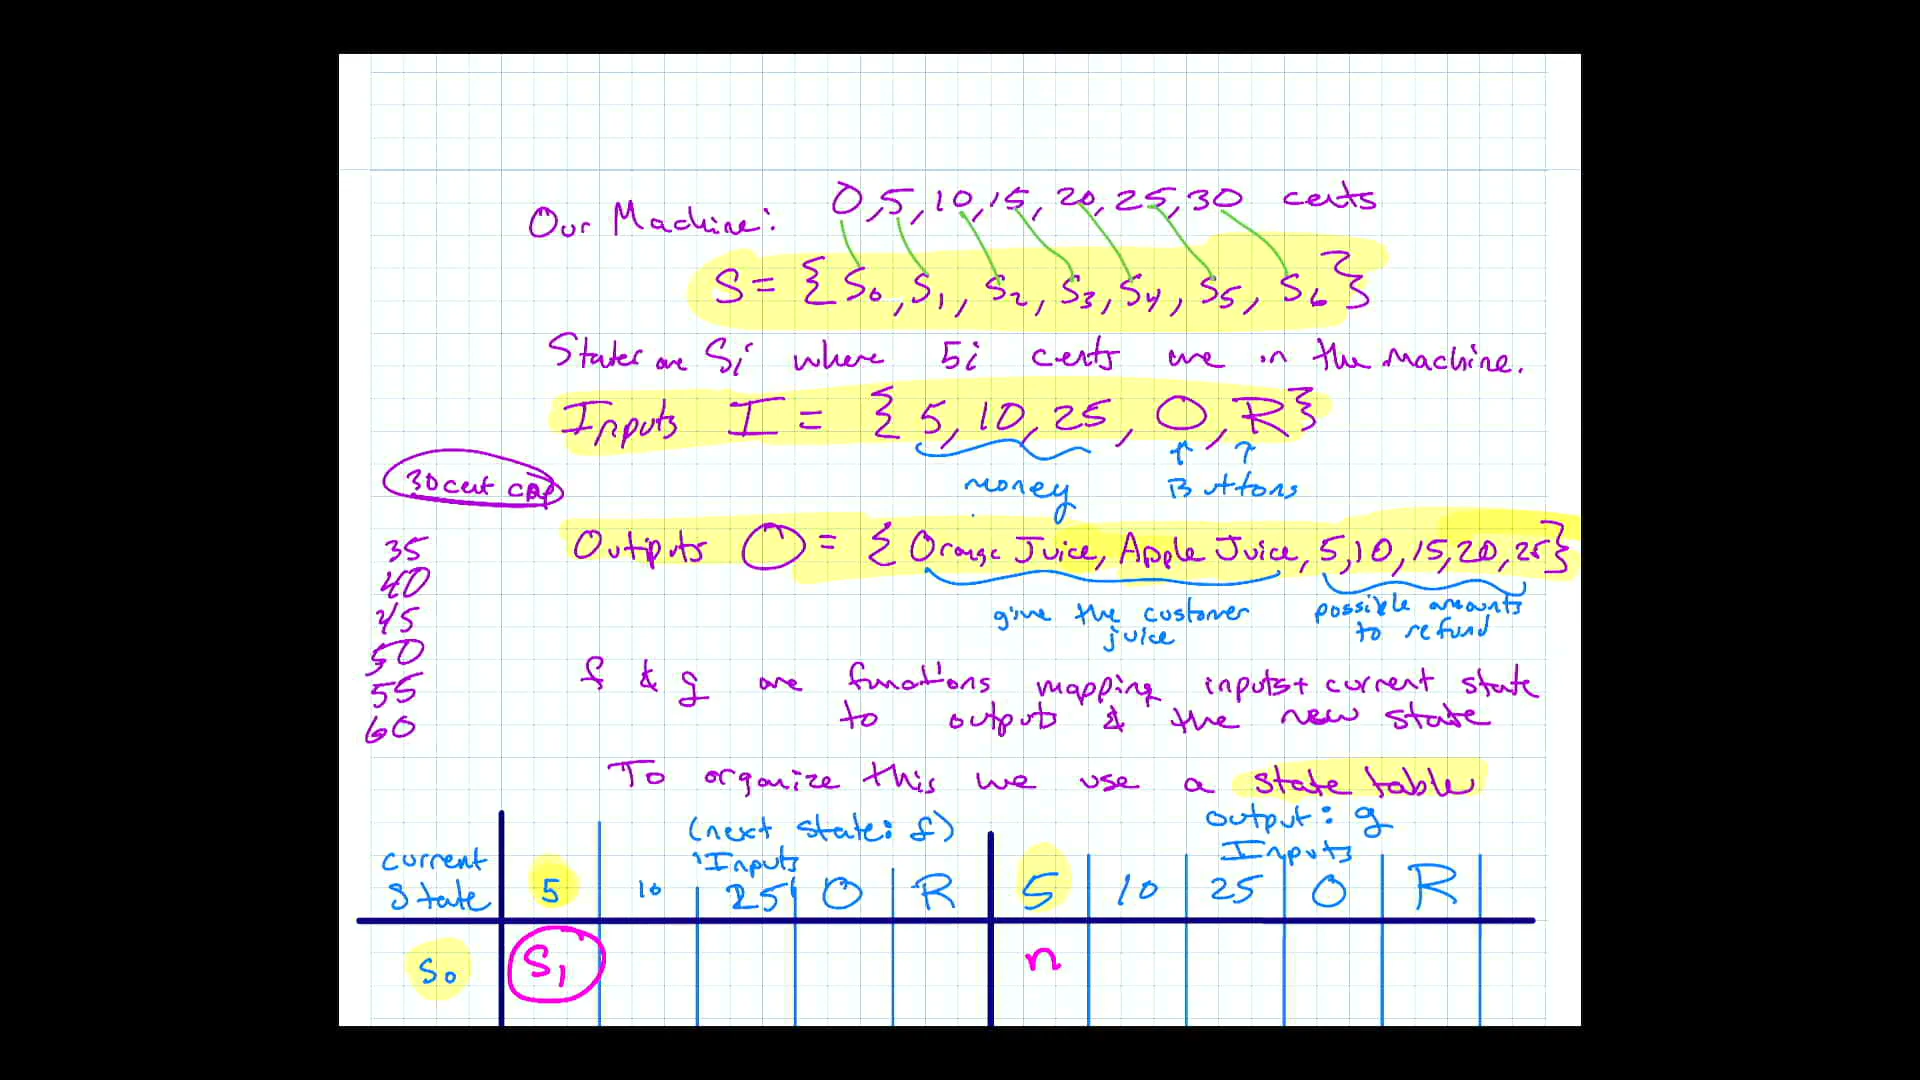 Our Machine: 0,5,10,15,20,25,30 cents
S = {S0, S1, S2, S3, S4, S5, S6}
States are Si where 5i cents are in the machine.
Inputs I = {5, 10, 25, O, R}
money Buttons
30 cent cap
Outputs O = {Orange Juice, Apple Juice, 5,10,15,20,25}
give the customer juice
possible amounts to refund
35
40
45
50
55
60
f & g are functions mapping inputs + current state
to outputs & the new state
To organize this we use a state table
(next state: f) output: g
Inputs Inputs
current state 5 10 25 O R 5 10 25 O R
S0 S1 n